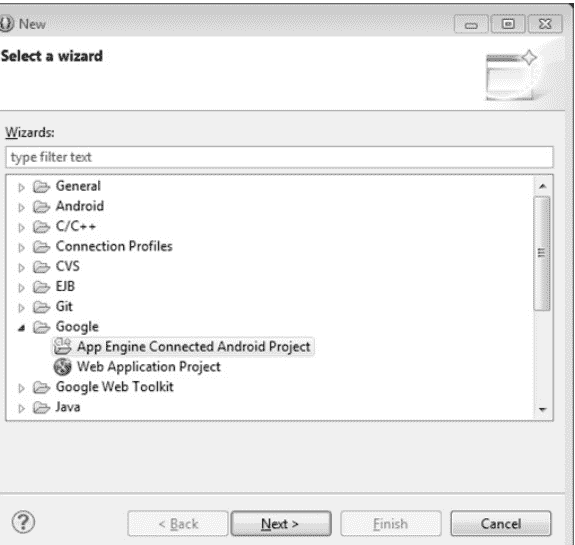 New
Select a wizard
Wizards:
type filter text
General
Android
C/C++
Connection Profiles
CVS
EJB
Git
Google
App Engine Connected Android Project
Web Application Project
Google Web Toolkit
Java
? < Back Next > Finish Cancel